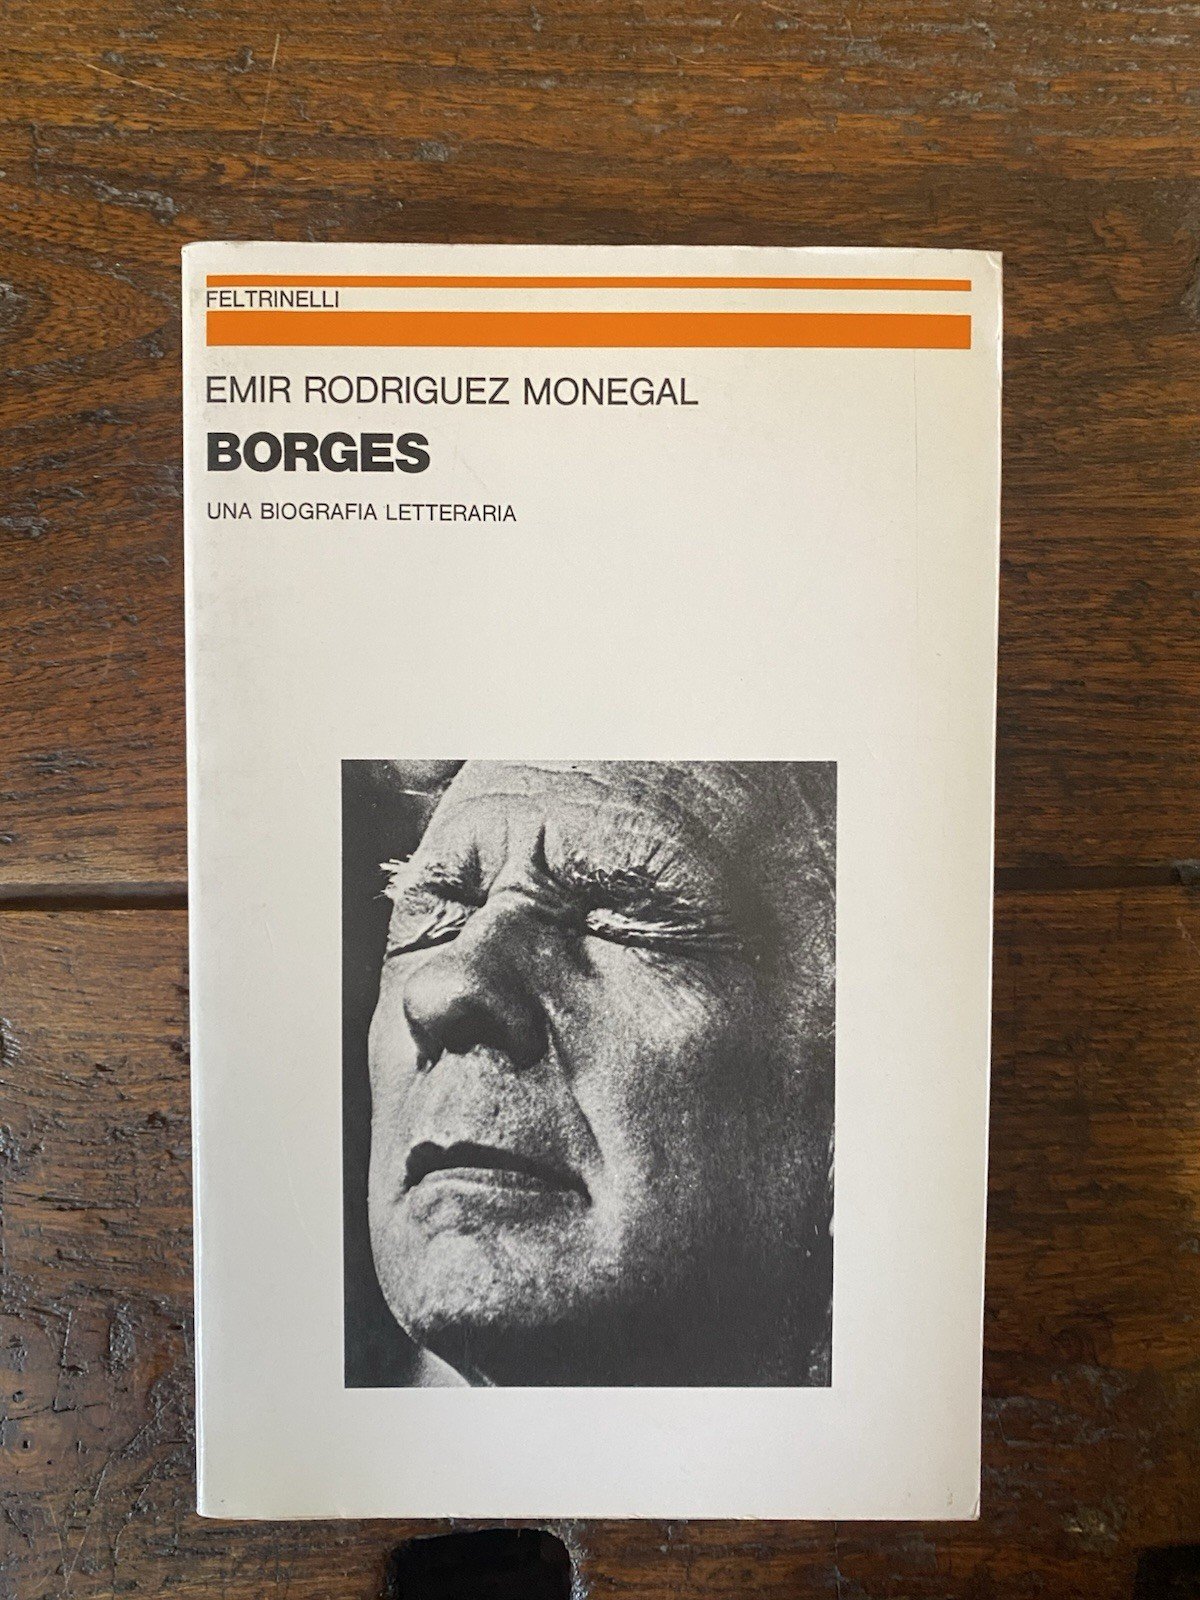 FELTRINELLI
EMIR RODRIGUEZ MONEGAL
BORGES
UNA BIOGRAFIA LETTERARIA